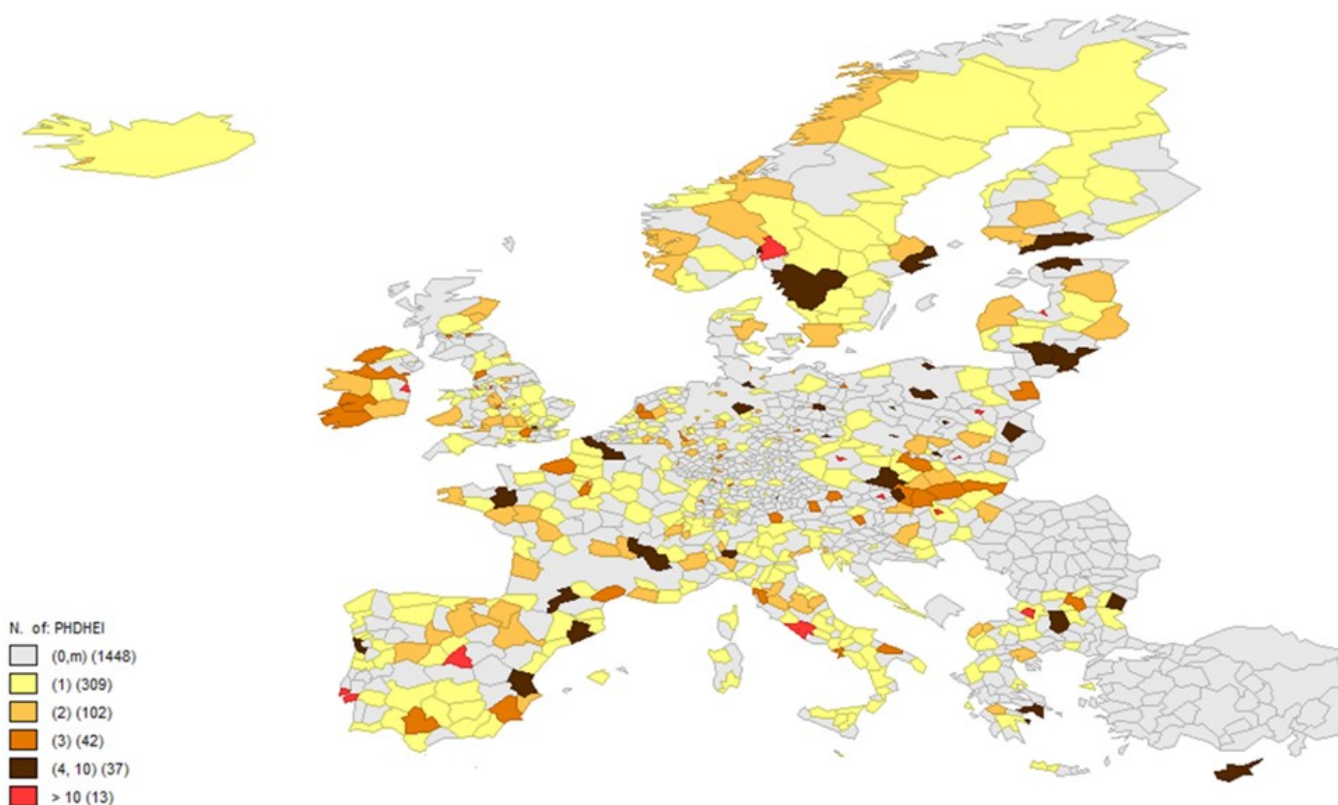 N. of: PHDHEI
(0,m) (1448)
(1) (309)
(2) (102)
(3) (42)
(4, 10) (37)
> 10 (13)